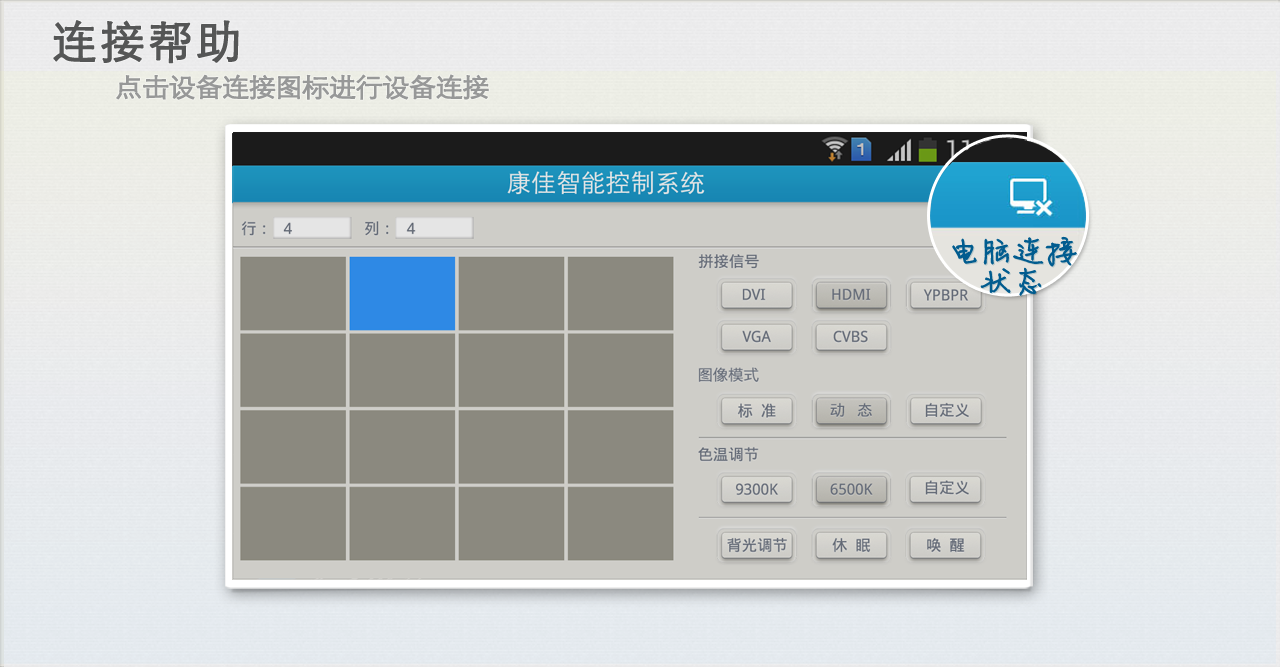 连接帮助
点击设备连接图标进行设备连接
1
康佳智能控制系统
行： 4 列： 4
电脑连接
状态
拼接信号
DVI HDMI YPBPR
VGA CVBS
图像模式
标 准 动 态 自定义
色温调节
9300K 6500K 自定义
背光调节 休 眠 唤 醒